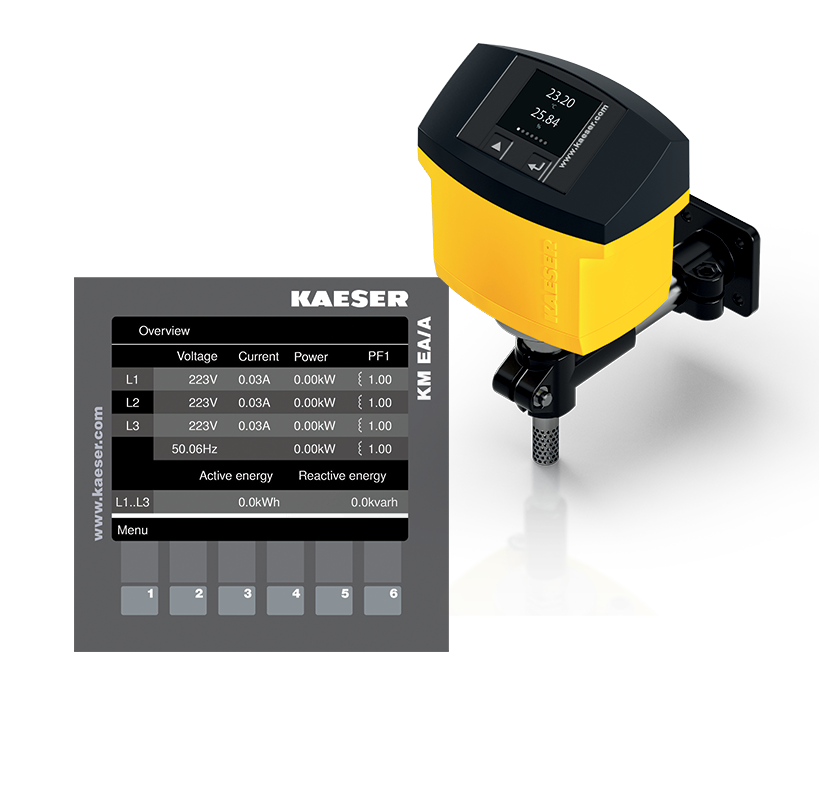 23.20
°C
25.84
%
www.kaeser.com
KAESER
KAESER
KM EA/A
www.kaeser.com
Overview
Voltage Current Power PF1
L1 223V 0.03A 0.00kW 1.00
L2 223V 0.03A 0.00kW 1.00
L3 223V 0.03A 0.00kW 1.00
50.06Hz 0.00kW 1.00
Active energy Reactive energy
L1..L3 0.0kWh 0.0kvarh
Menu
1 2 3 4 5 6